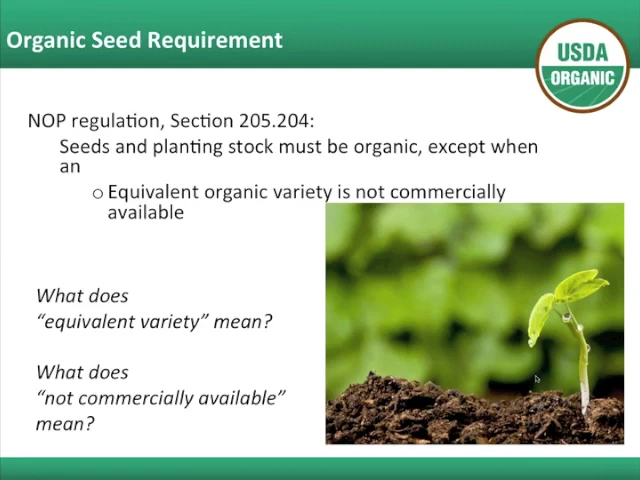 Organic Seed Requirement
USDA
ORGANIC
NOP regulation, Section 205.204:
Seeds and planting stock must be organic, except when
an
o Equivalent organic variety is not commercially
available
What does
“equivalent variety” mean?
What does
“not commercially available”
mean?